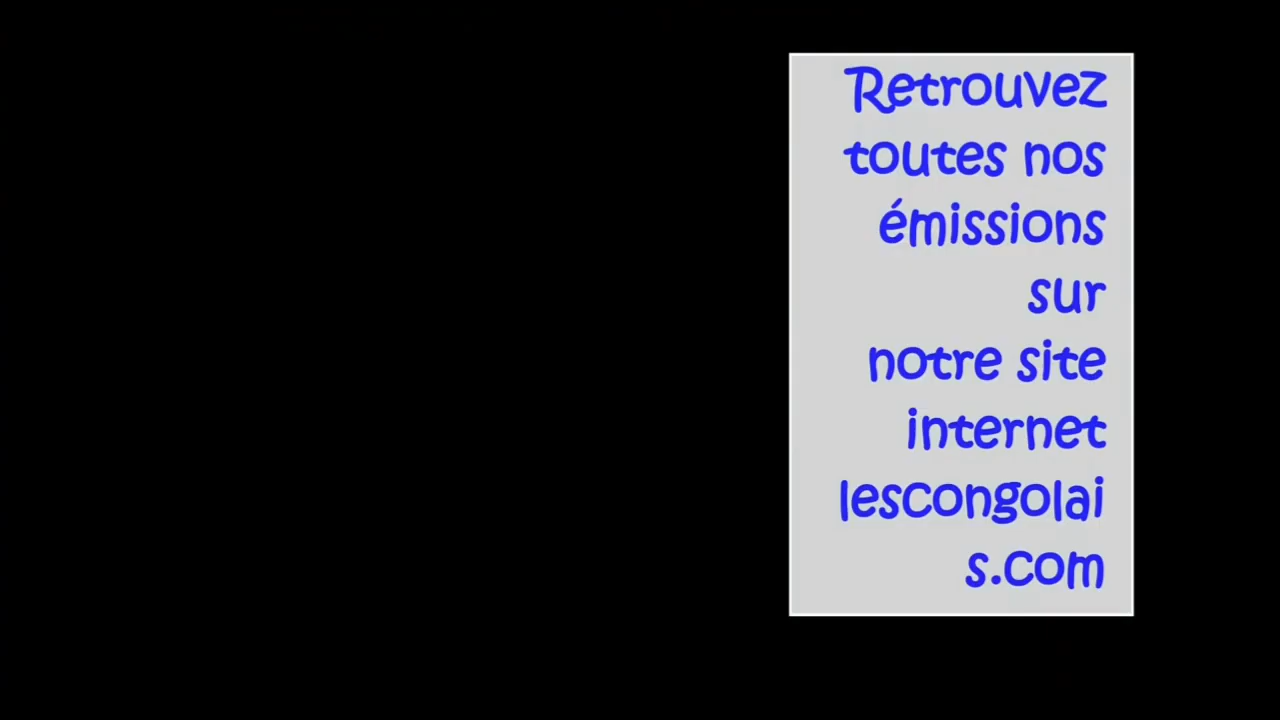 Retrouvez
toutes nos
émissions
sur
notre site
internet
lescongolai
s.com